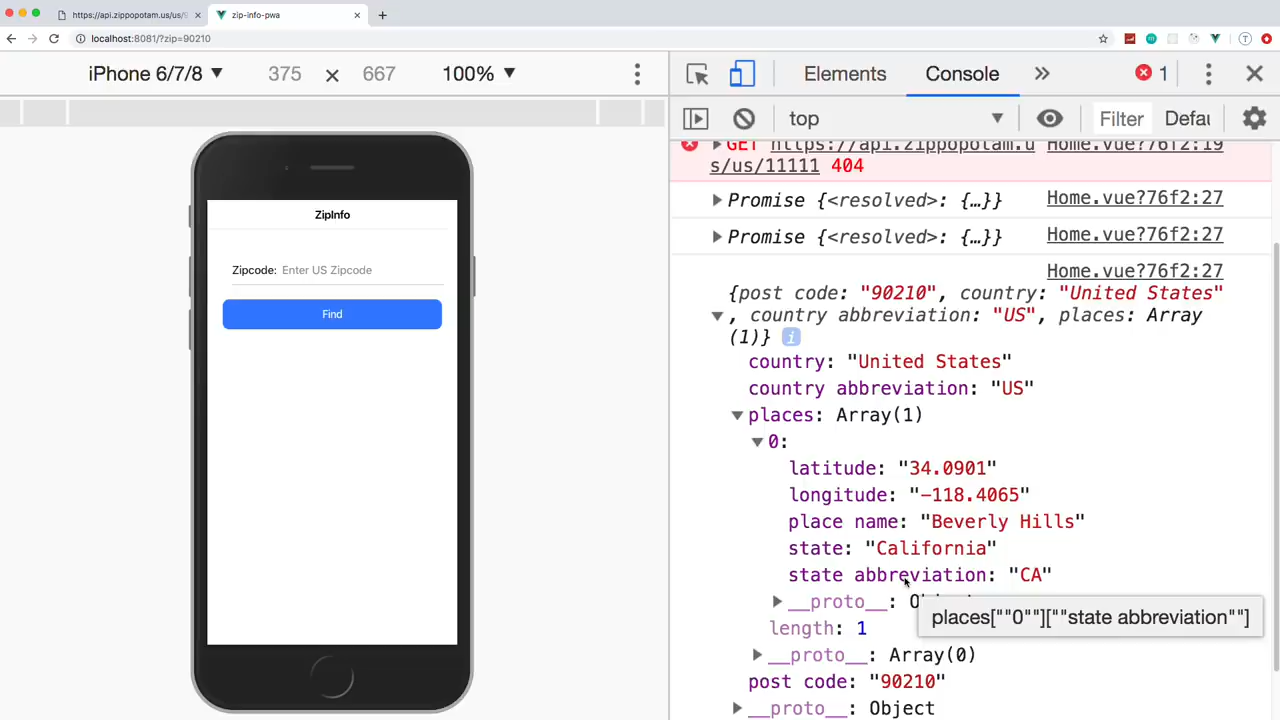 https://api.zippopotam.us/us/9
zip-info-pwa
localhost:8081/?zip=90210
iPhone 6/7/8 ▼ 375 × 667 100% ▼
Elements Console » 1
top ▼ Filter Defau
GET https://api.zippopotam.u Home.vue?76f2:19
s/us/11111 404
Promise {<resolved>: {…}} Home.vue?76f2:27
Promise {<resolved>: {…}} Home.vue?76f2:27
Home.vue?76f2:27
{post code: "90210", country: "United States"
, country abbreviation: "US", places: Array
(1)} i
country: "United States"
country abbreviation: "US"
places: Array(1)
0:
latitude: "34.0901"
longitude: "-118.4065"
place name: "Beverly Hills"
state: "California"
state abbreviation: "CA"
__proto__: Object
places[""0""][""state abbreviation""]
length: 1
__proto__: Array(0)
post code: "90210"
__proto__: Object
ZipInfo
Zipcode: Enter US Zipcode
Find